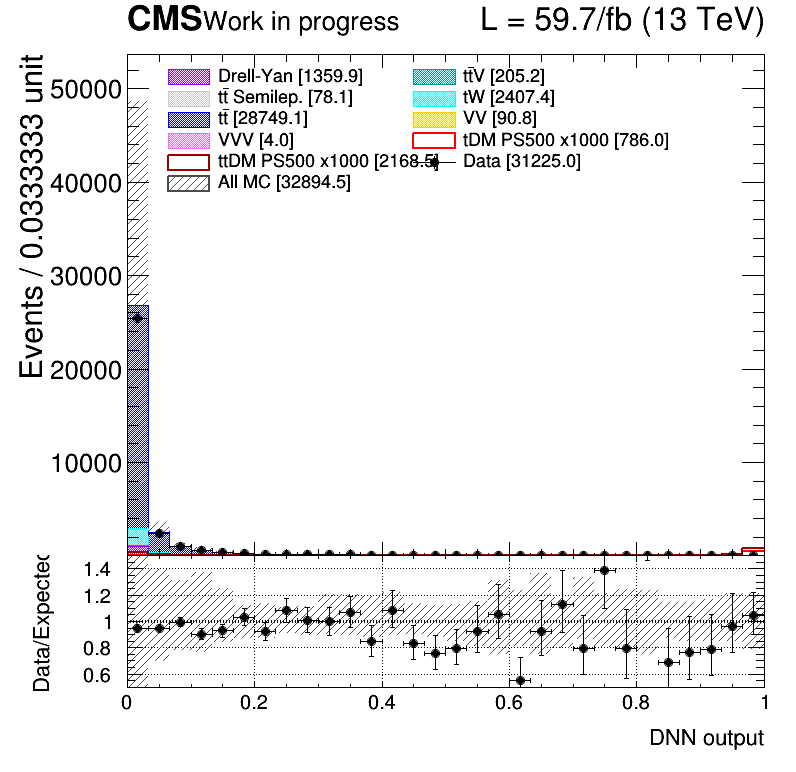 CMS Work in progress L = 59.7/fb (13 TeV)
Events / 0.0333333 unit
50000
40000
30000
20000
10000
Drell-Yan [1359.9]
tt̄ Semilep. [78.1]
tt̄ [28749.1]
VVV [4.0]
ttDM PS500 x1000 [2168.5]
All MC [32894.5]
tt̄V [205.2]
tW [2407.4]
VV [90.8]
tDM PS500 x1000 [786.0]
Data [31225.0]
Data/Expected
1.4
1.2
1
0.8
0.6
0 0.2 0.4 0.6 0.8 1
DNN output